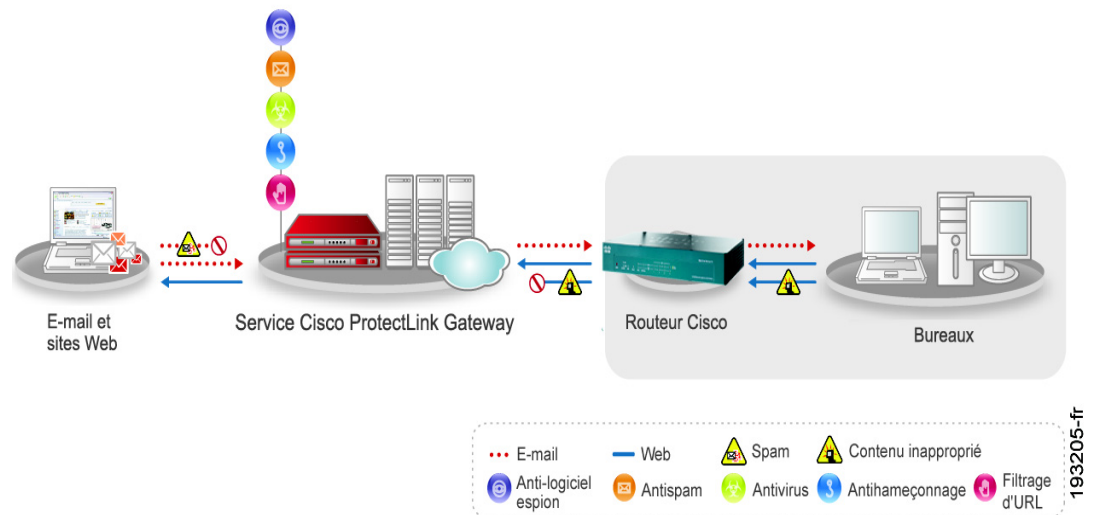 E-mail et
sites Web
Service Cisco ProtectLink Gateway
Routeur Cisco
Bureaux
E-mail
Web
Spam
Contenu inapproprié
Anti-logiciel
espion
Antispam
Antivirus
Antihameçonnage
Filtrage
d'URL
193205-fr